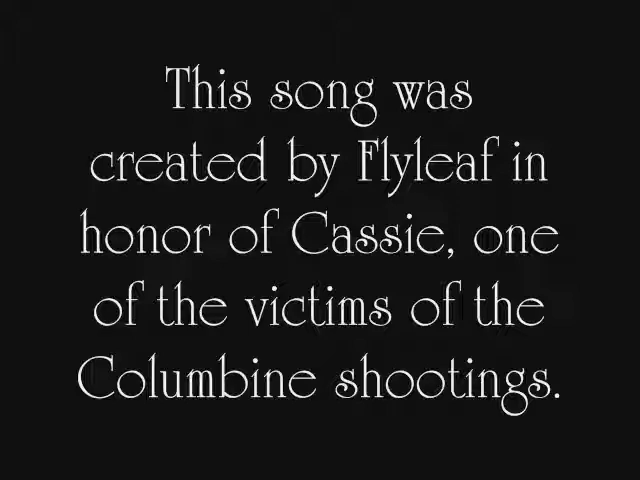 This song was
created by Flyleaf in
honor of Cassie, one
of the victims of the
Columbine shootings.